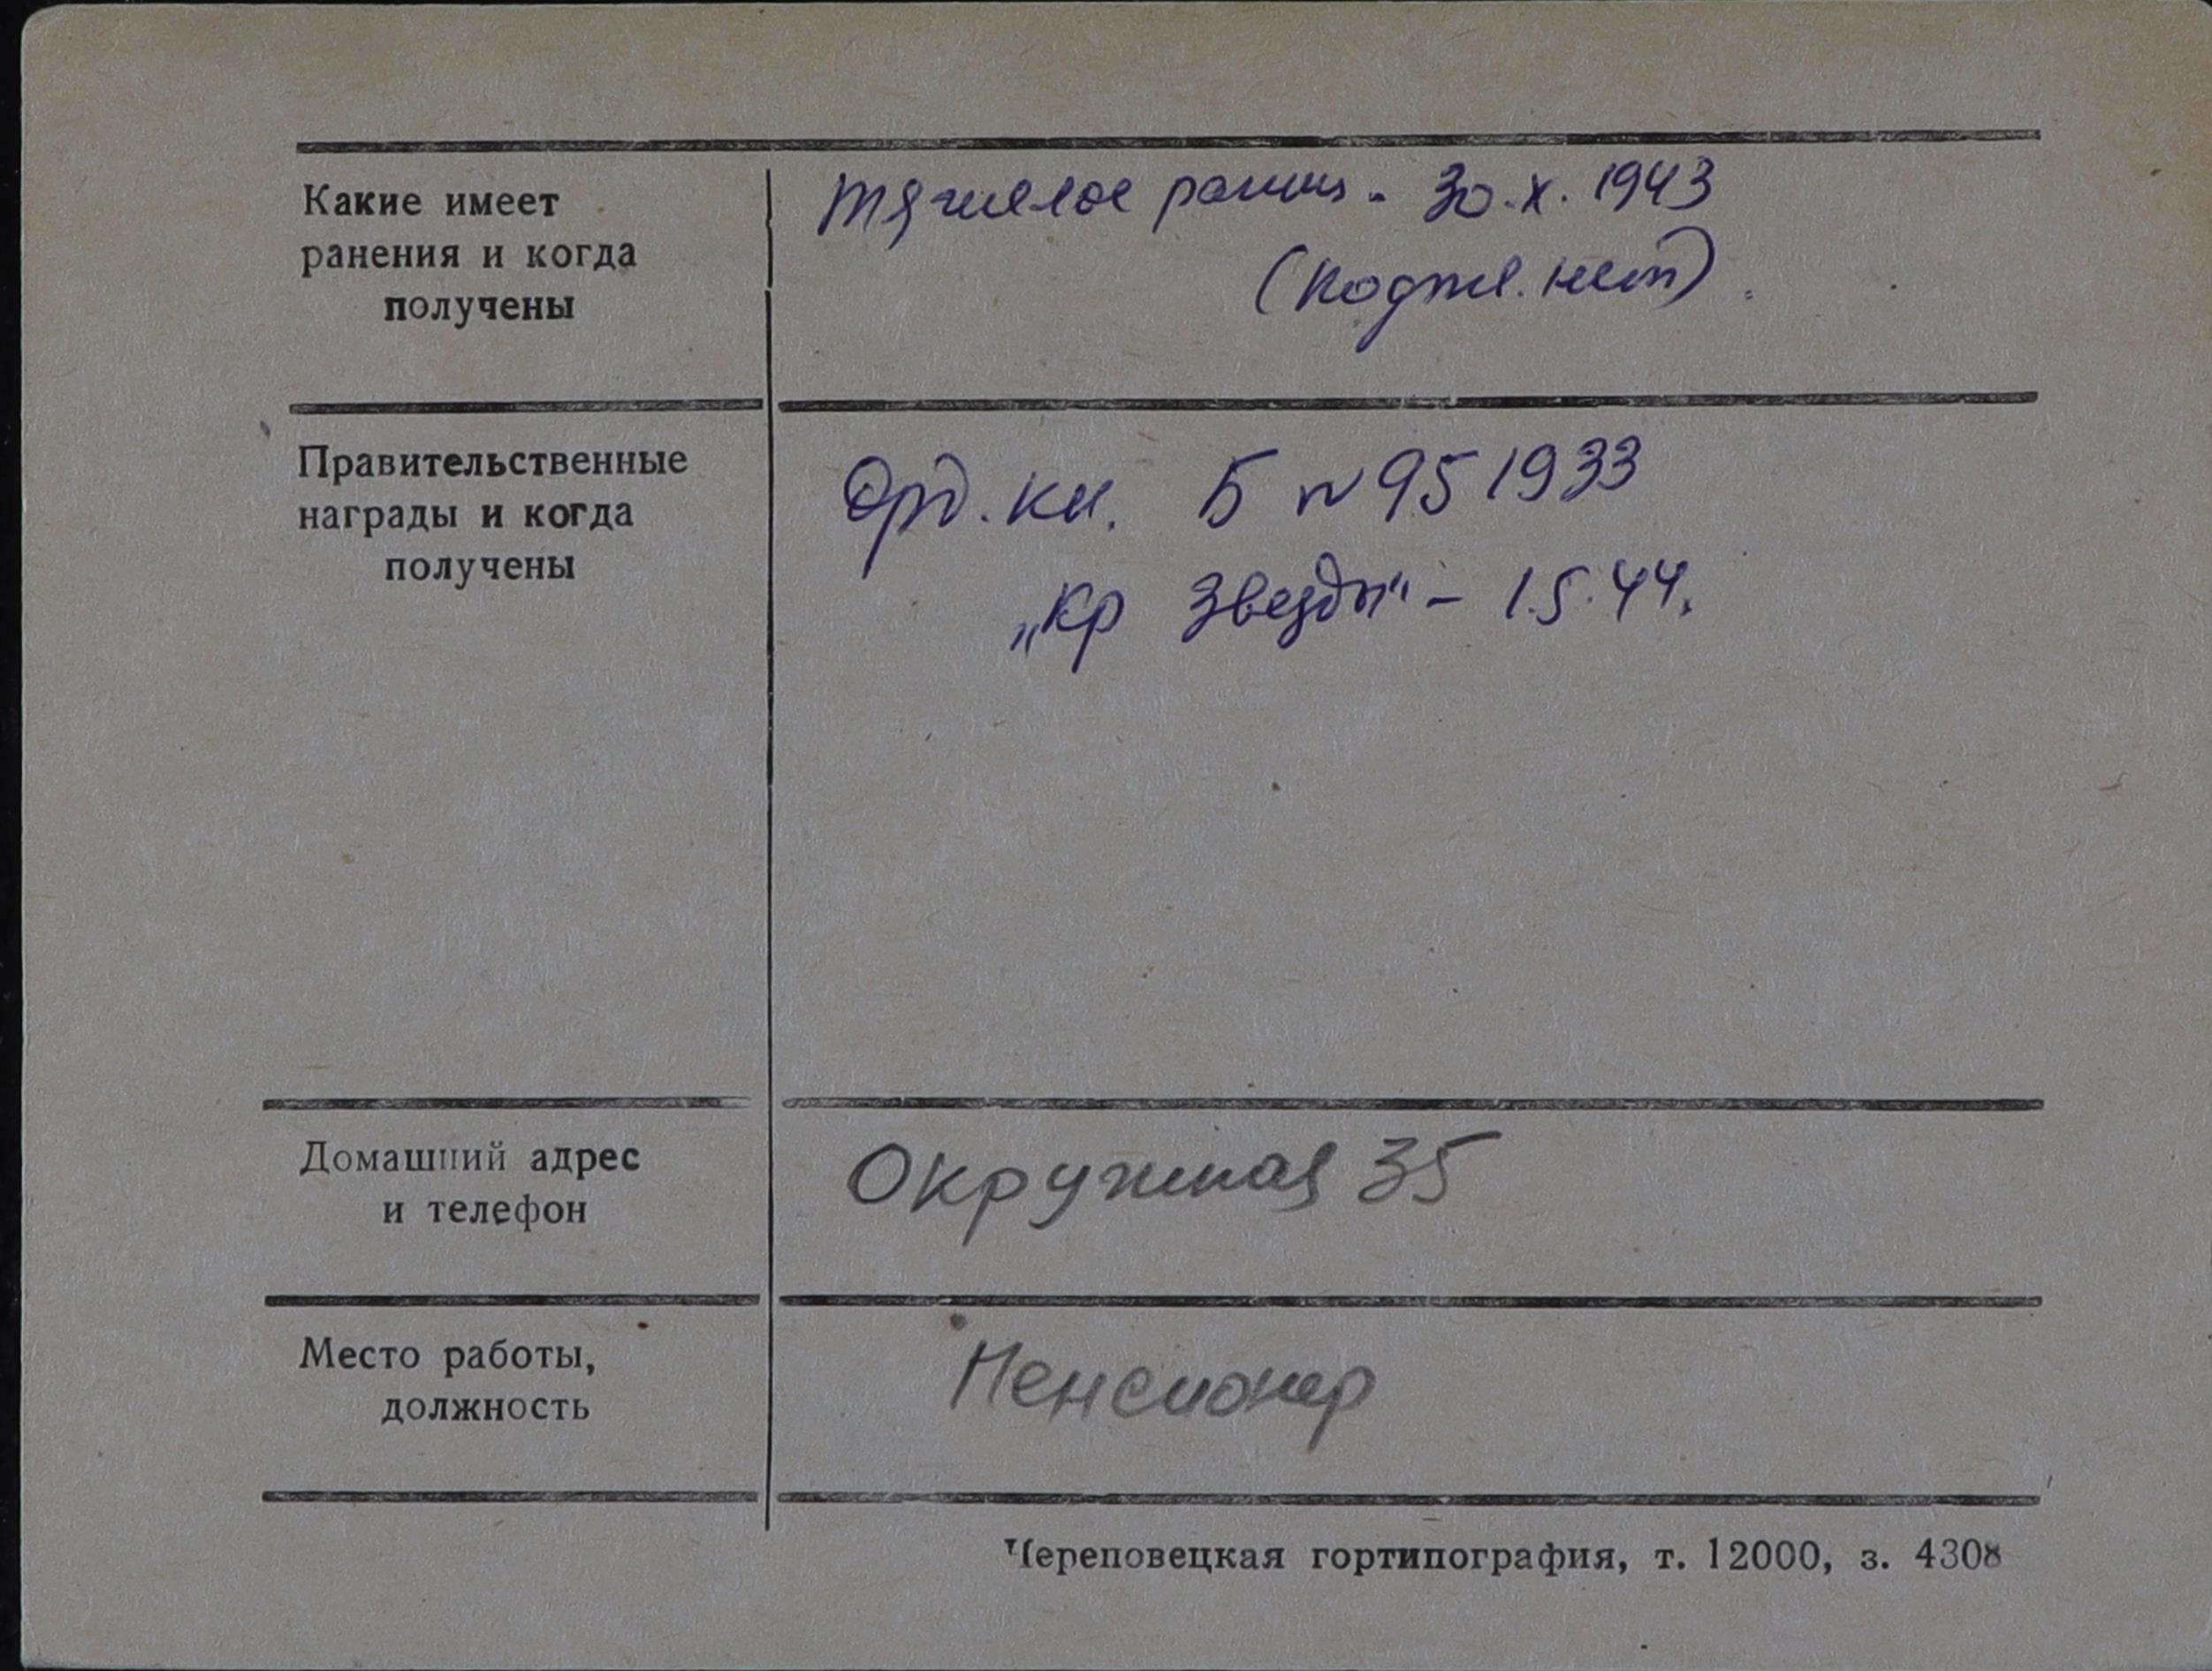 Какие имеет
ранения и когда
получены
тяжелое ранен - 30.X.1943
(подтв. нет).
Правительственные
награды и когда
получены
Орд. кн. Б № 951933
„Кр Звезды" - 1.5.44.
Домашний адрес
и телефон
Окружная 35
Место работы,
должность
Пенсионер
Череповецкая гортипография, т. 12000, з. 4308